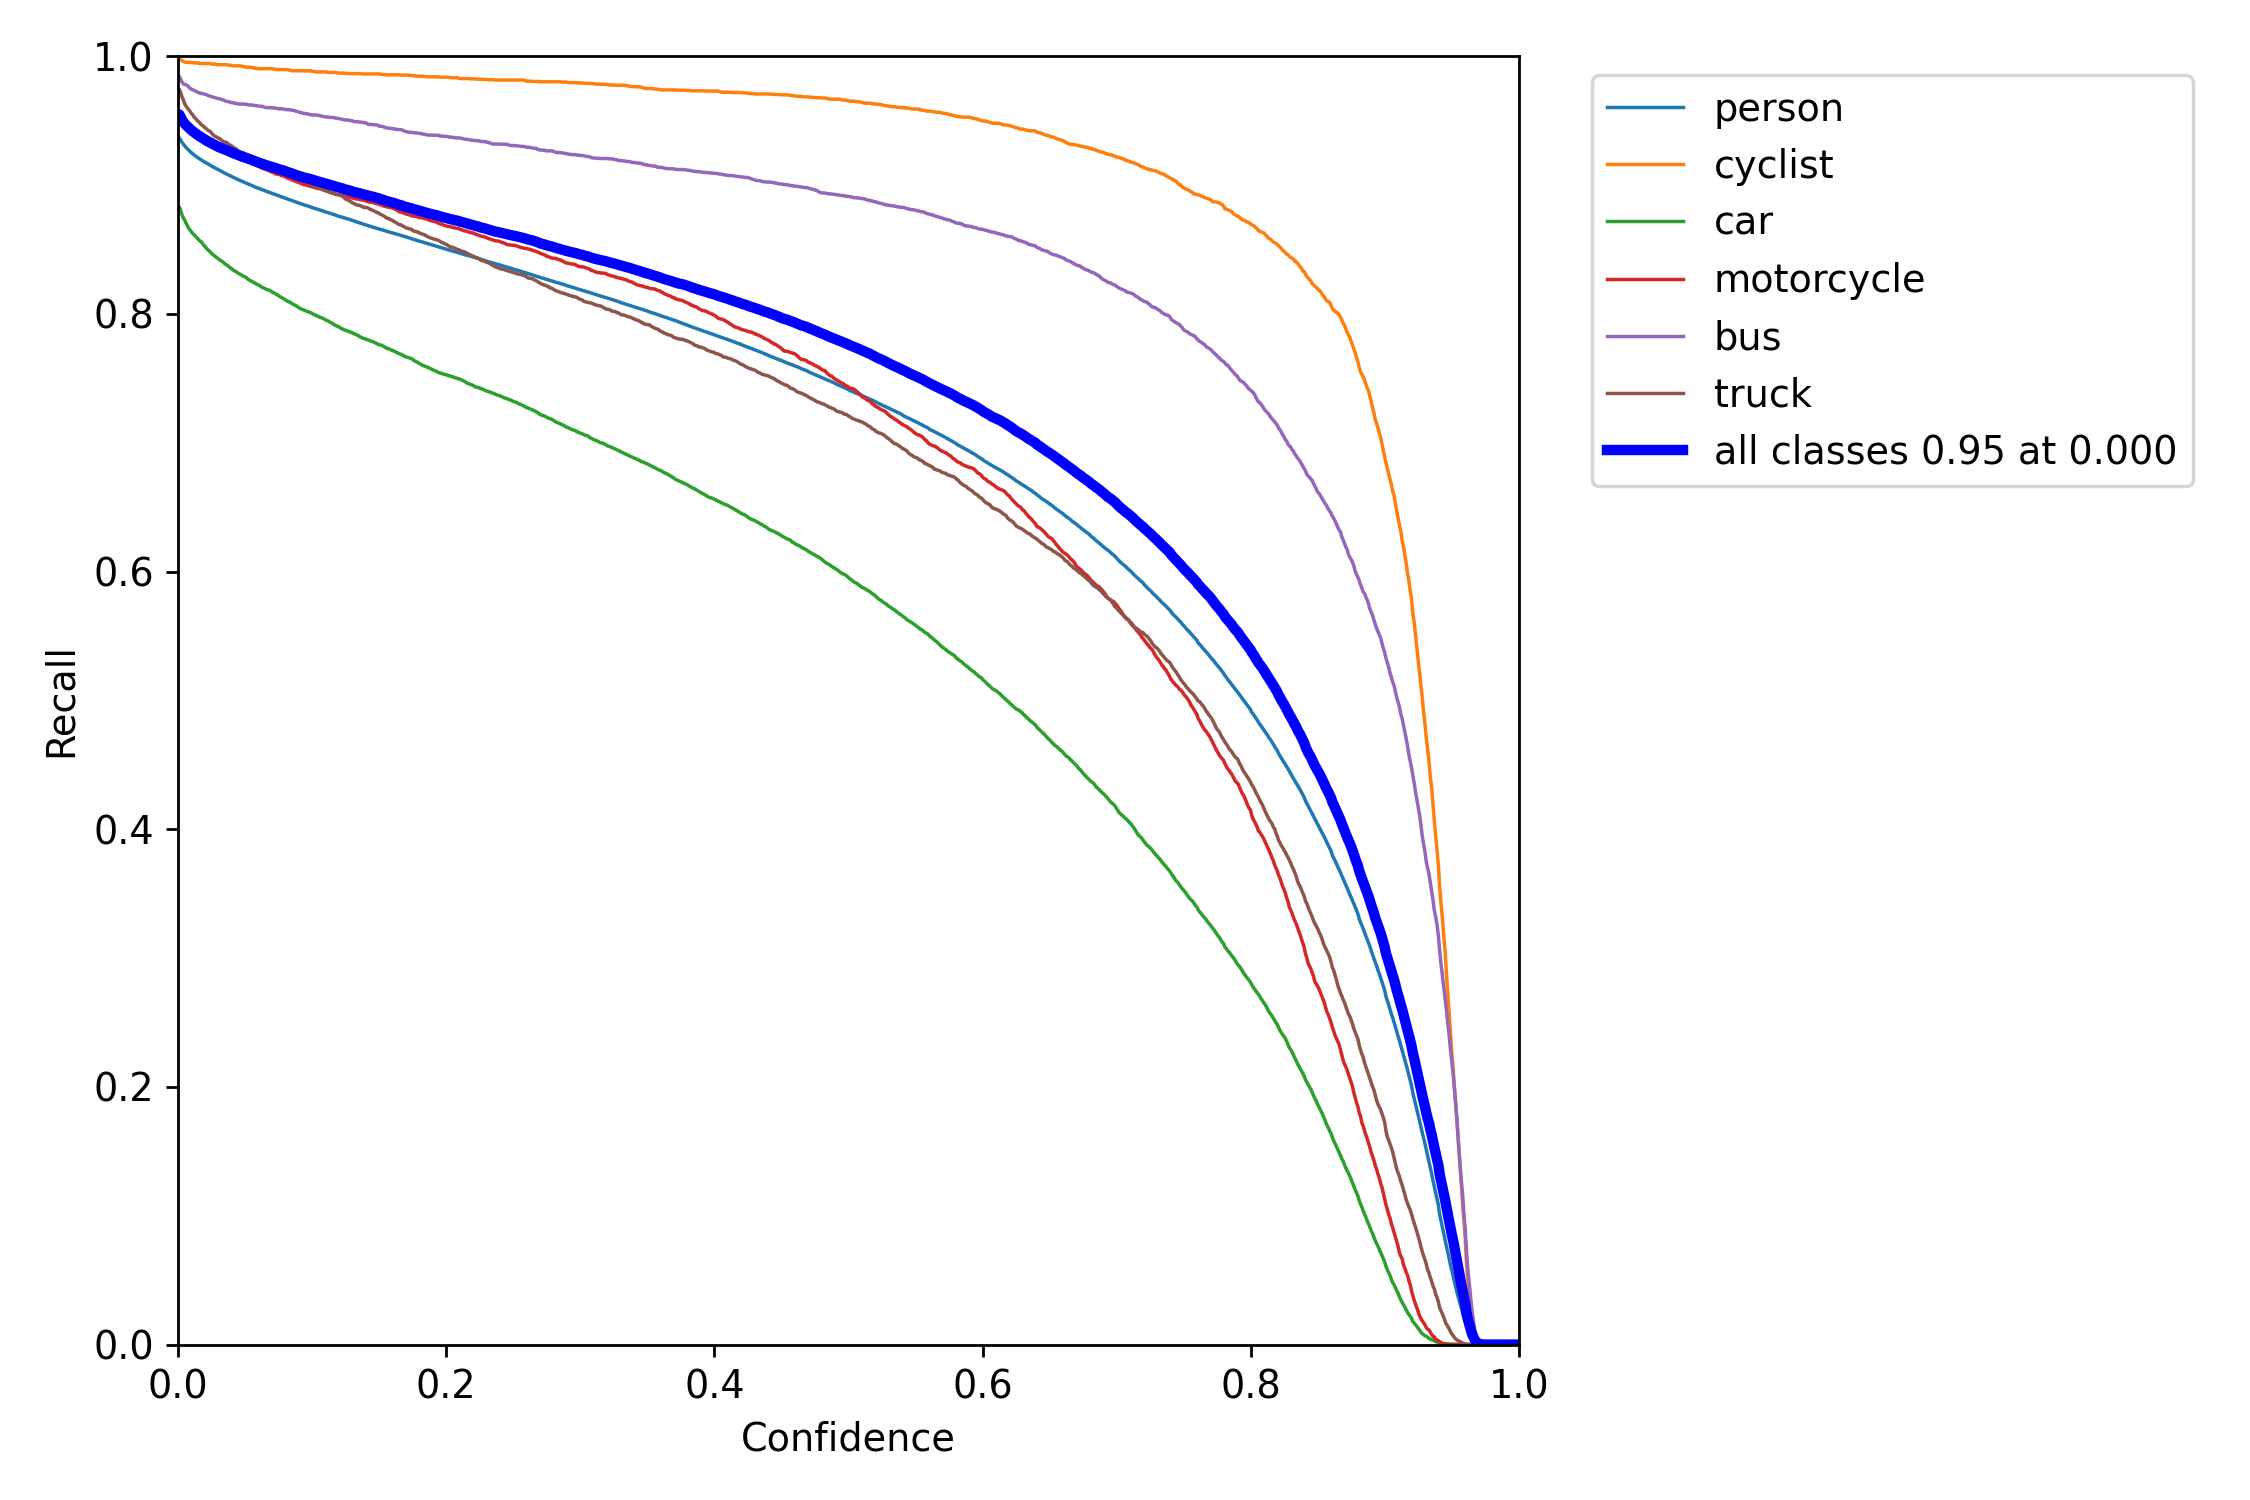 1.0
0.8
0.6
0.4
0.2
0.0
0.0 0.2 0.4 0.6 0.8 1.0
Recall
Confidence
person
cyclist
car
motorcycle
bus
truck
all classes 0.95 at 0.000